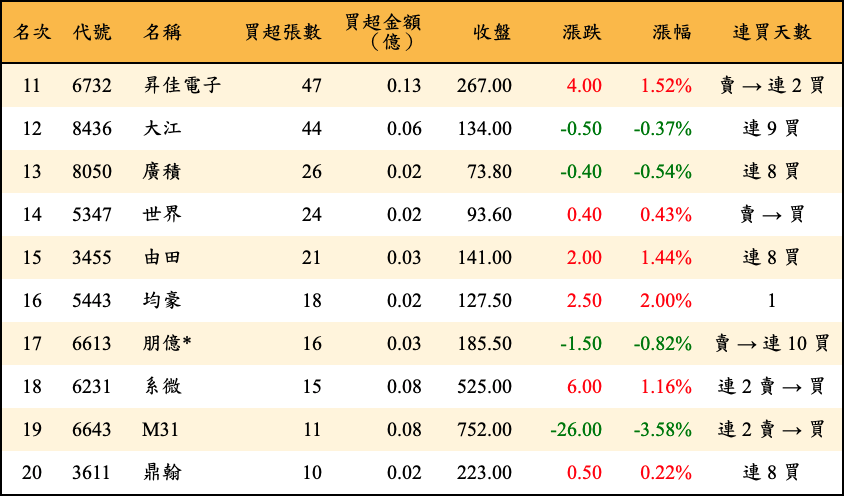 名次 代號 名稱 買超張數 買超金額（億） 收盤 漲跌 漲幅 連買天數
11 6732 昇佳電子 47 0.13 267.00 4.00 1.52% 賣 → 連 2 買
12 8436 大江 44 0.06 134.00 -0.50 -0.37% 連 9 買
13 8050 廣積 26 0.02 73.80 -0.40 -0.54% 連 8 買
14 5347 世界 24 0.02 93.60 0.40 0.43% 賣 → 買
15 3455 由田 21 0.03 141.00 2.00 1.44% 連 8 買
16 5443 均豪 18 0.02 127.50 2.50 2.00% 1
17 6613 朋億* 16 0.03 185.50 -1.50 -0.82% 賣 → 連 10 買
18 6231 系微 15 0.08 525.00 6.00 1.16% 連 2 賣 → 買
19 6643 M31 11 0.08 752.00 -26.00 -3.58% 連 2 賣 → 買
20 3611 鼎翰 10 0.02 223.00 0.50 0.22% 連 8 買